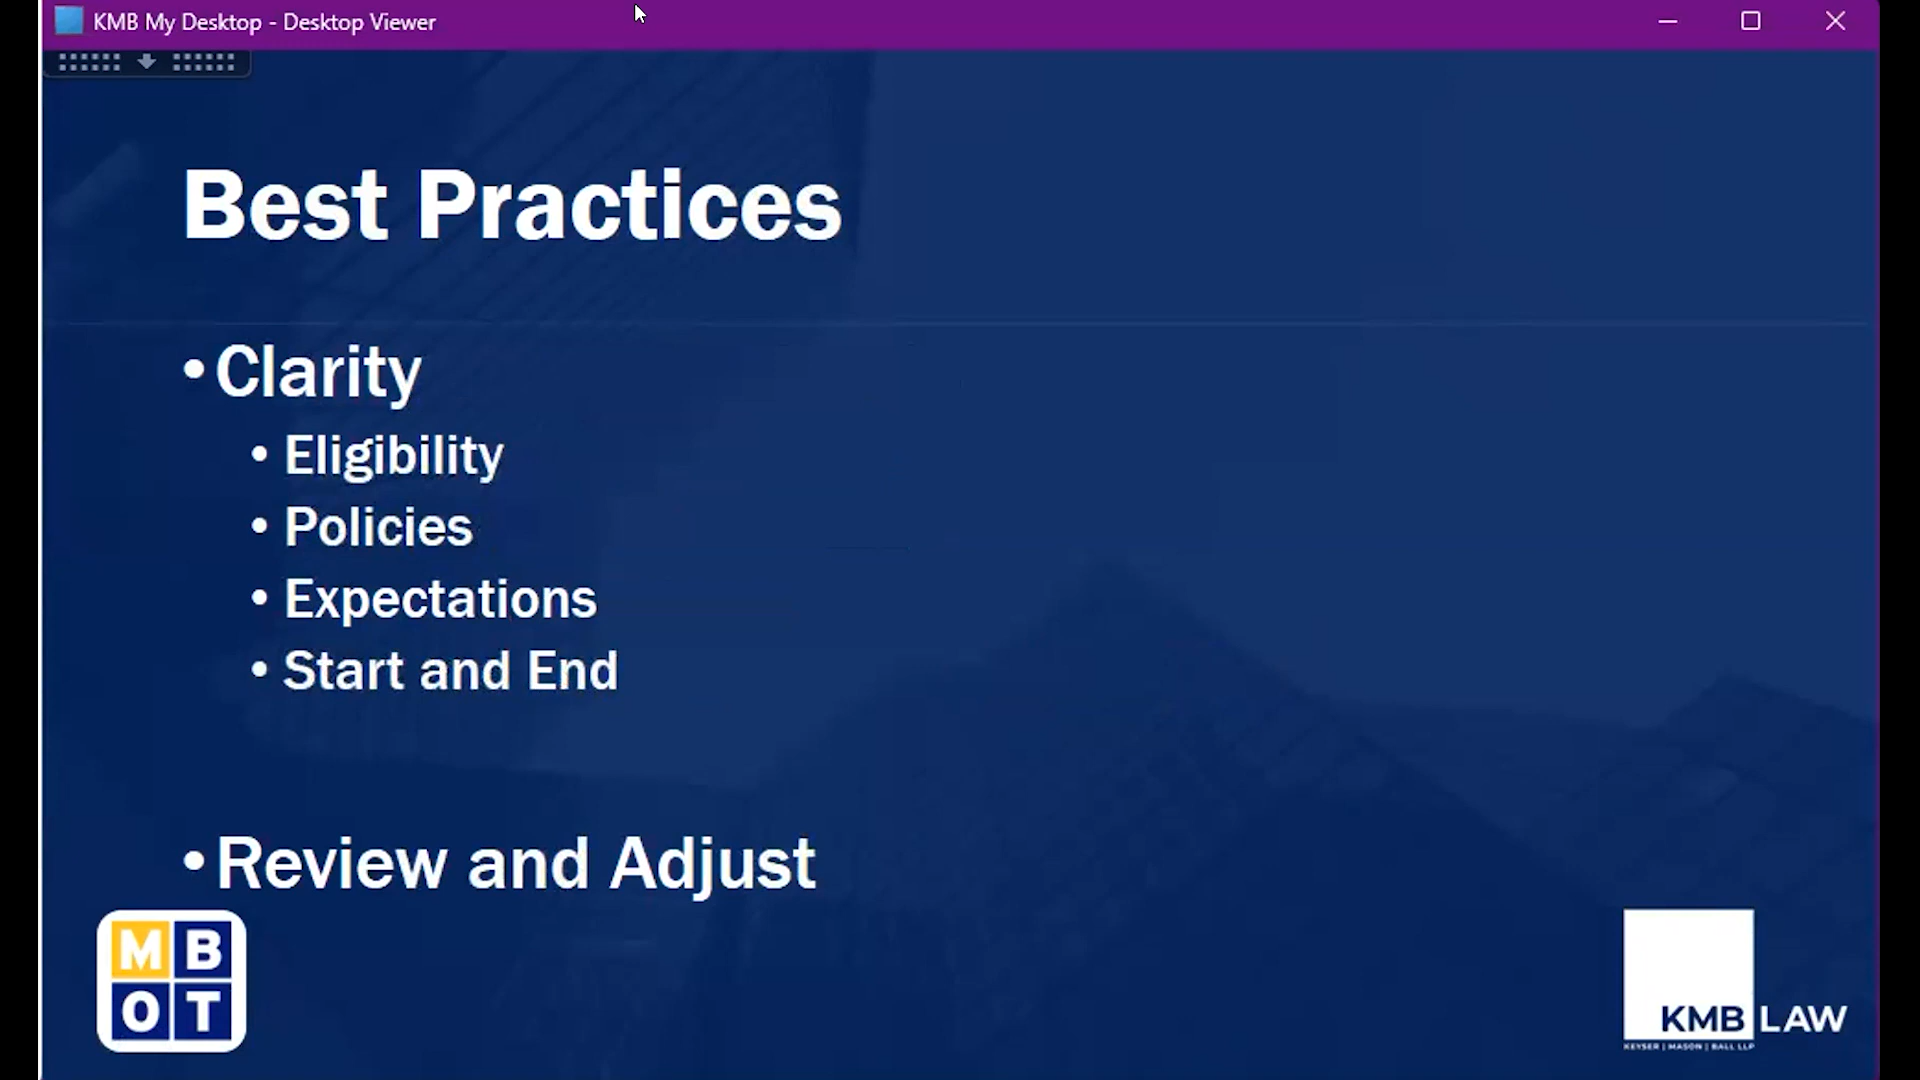 KMB My Desktop - Desktop Viewer
Best Practices
• Clarity
• Eligibility
• Policies
• Expectations
• Start and End
• Review and Adjust
M B
O T
KMB LAW
KEYSER | MASON | BALL LLP